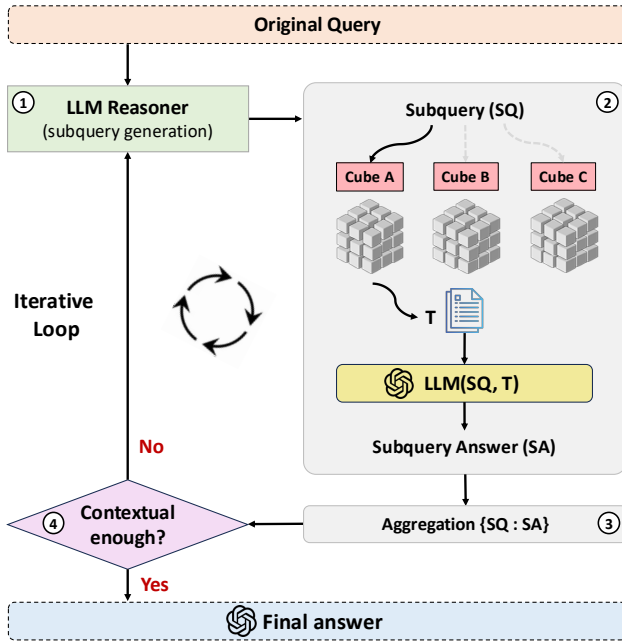 Original Query
1
LLM Reasoner
(subquery generation)
2
Subquery (SQ)
Cube A
Cube B
Cube C
Iterative
Loop
T
LLM(SQ, T)
Subquery Answer (SA)
No
4
Contextual
enough?
Aggregation {SQ : SA}
3
Yes
Final answer